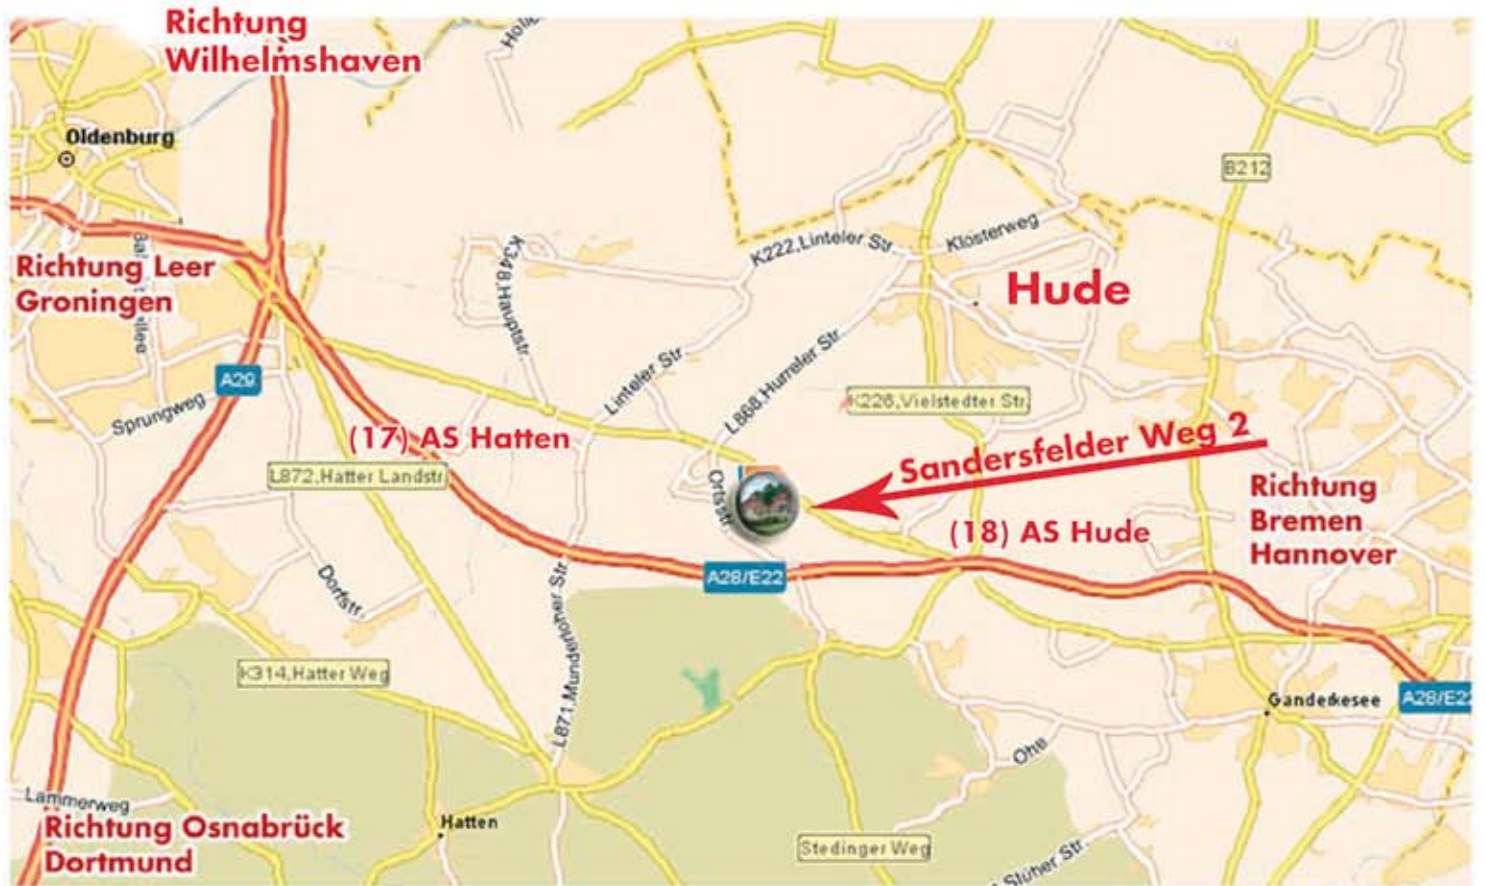 Richtung
Wilhelmshaven
Oldenburg
B212
K222,Linteler Str.
Klosterweg
Richtung Leer
Groningen
K348,Hauptstr.
Hude
A29
Linteler Str.
L868,Hurreler Str.
K226,Vielstedter Str.
Sprungweg
(17) AS Hatten
Sandersfelder Weg 2
L872,Hatter Landstr
Ortsstr.
Richtung
Bremen
Hannover
(18) AS Hude
A28/E22
Dorfstr.
K314,Hatter Weg
Ganderkesee
A28/E22
Ohe
Lammerweg
Richtung Osnabrück
Dortmund
Hatten
Stedinger Weg
Stüher Str.